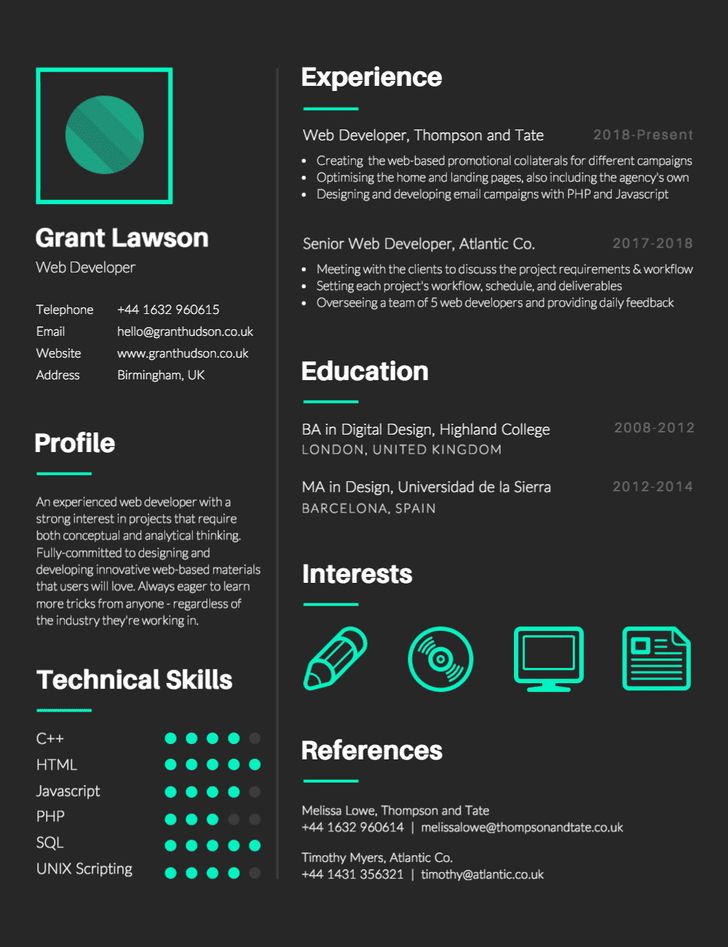 Grant Lawson
Web Developer
Telephone +44 1632 960615
Email hello@granthudson.co.uk
Website www.granthudson.co.uk
Address Birmingham, UK
Profile
An experienced web developer with a
strong interest in projects that require
both conceptual and analytical thinking.
Fully-committed to designing and
developing innovative web-based materials
that users will love. Always eager to learn
more tricks from anyone - regardless of
the industry they're working in.
Technical Skills
C++
HTML
Javascript
PHP
SQL
UNIX Scripting
Experience
Web Developer, Thompson and Tate 2018-Present
• Creating the web-based promotional collaterals for different campaigns
• Optimising the home and landing pages, also including the agency's own
• Designing and developing email campaigns with PHP and Javascript
Senior Web Developer, Atlantic Co. 2017-2018
• Meeting with the clients to discuss the project requirements & workflow
• Setting each project's workflow, schedule, and deliverables
• Overseeing a team of 5 web developers and providing daily feedback
Education
BA in Digital Design, Highland College 2008-2012
LONDON, UNITED KINGDOM
MA in Design, Universidad de la Sierra 2012-2014
BARCELONA, SPAIN
Interests
References
Melissa Lowe, Thompson and Tate
+44 1632 960614 | melissalowe@thompsonandtate.co.uk
Timothy Myers, Atlantic Co.
+44 1431 356321 | timothy@atlantic.co.uk